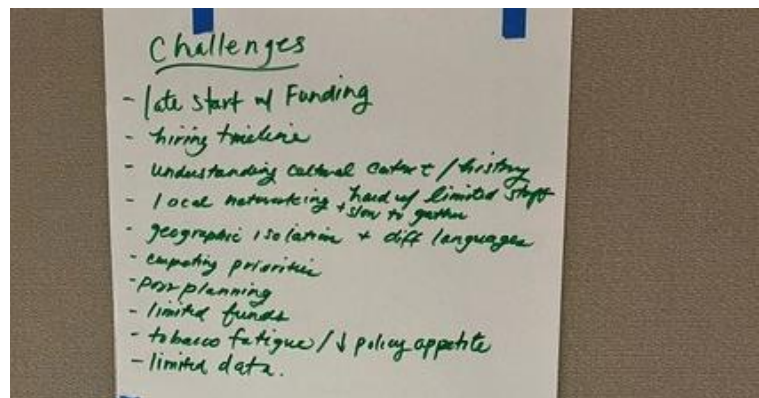 Challenges
- late start w/ Funding
- hiring timeline
- understanding cultural context / history
- local networking hard w/ limited staff
+ slow to gather
- geographic isolation + diff languages
- competing priorities
- poor planning
- limited funds
- tobacco fatigue / ↓ policy appetite
- limited data.